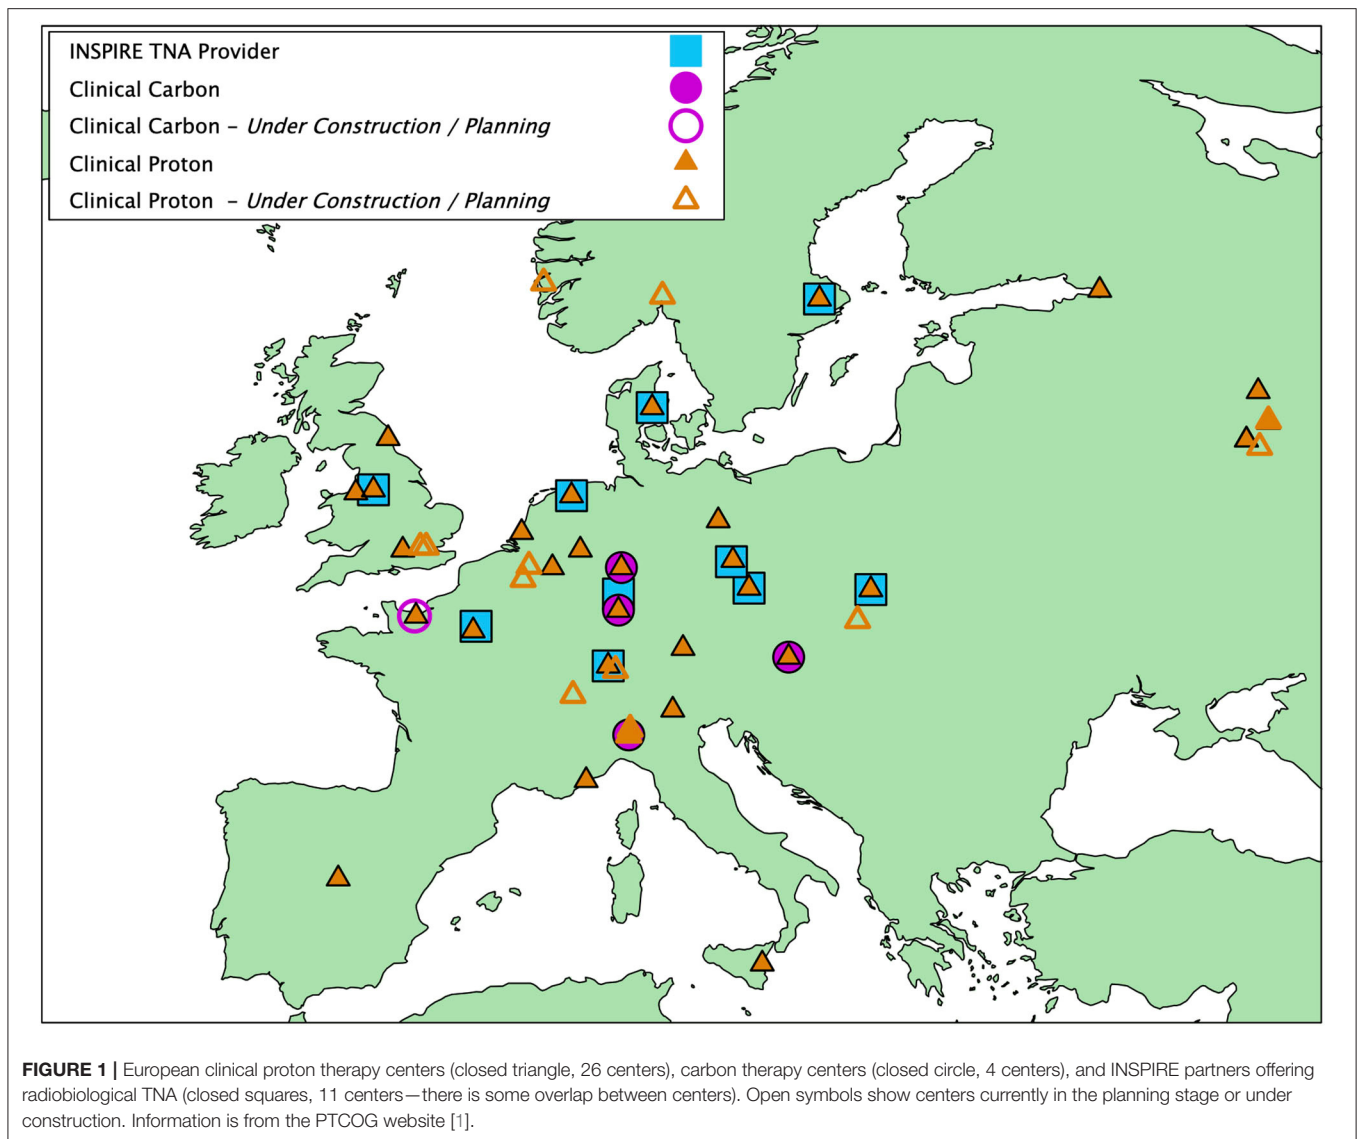 INSPIRE TNA Provider
Clinical Carbon
Clinical Carbon – Under Construction / Planning
Clinical Proton
Clinical Proton – Under Construction / Planning
FIGURE 1 | European clinical proton therapy centers (closed triangle, 26 centers), carbon therapy centers (closed circle, 4 centers), and INSPIRE partners offering
radiobiological TNA (closed squares, 11 centers—there is some overlap between centers). Open symbols show centers currently in the planning stage or under
construction. Information is from the PTCOG website [1].